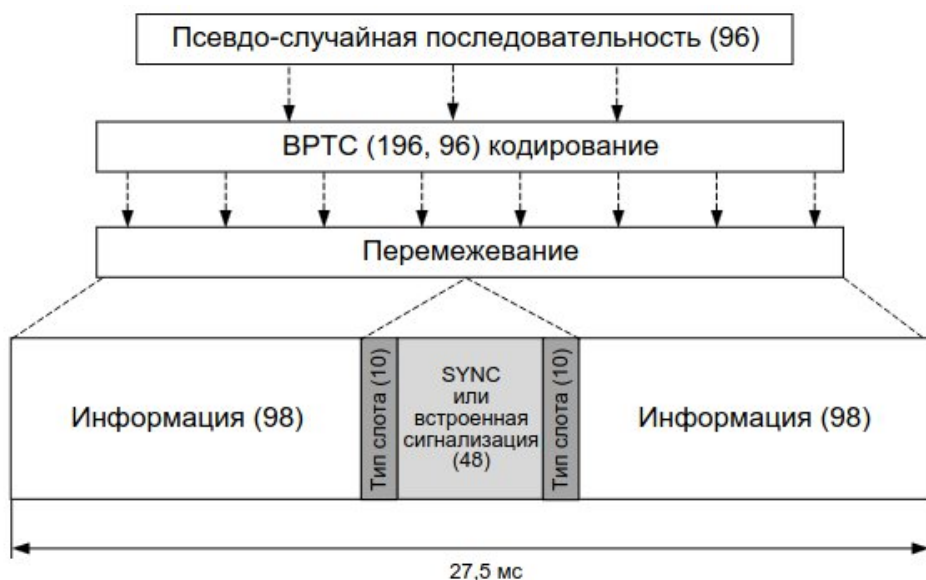 Псевдо-случайная последовательность (96)
ВРТС (196, 96) кодирование
Перемежевание
Информация (98)
Тип слота (10)
SYNC
или
встроенная
сигнализация
(48)
Тип слота (10)
Информация (98)
27,5 мс